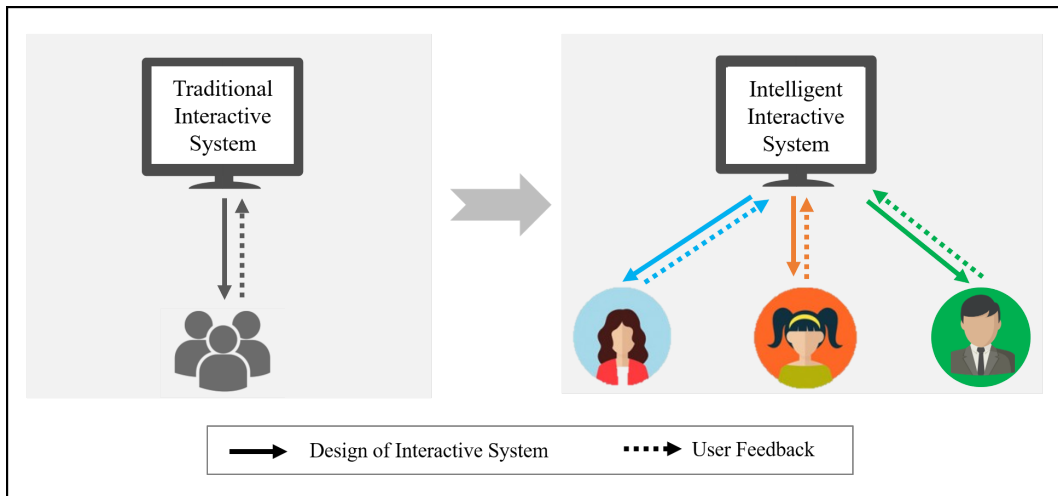 Traditional
Interactive
System
Intelligent
Interactive
System
Design of Interactive System
User Feedback